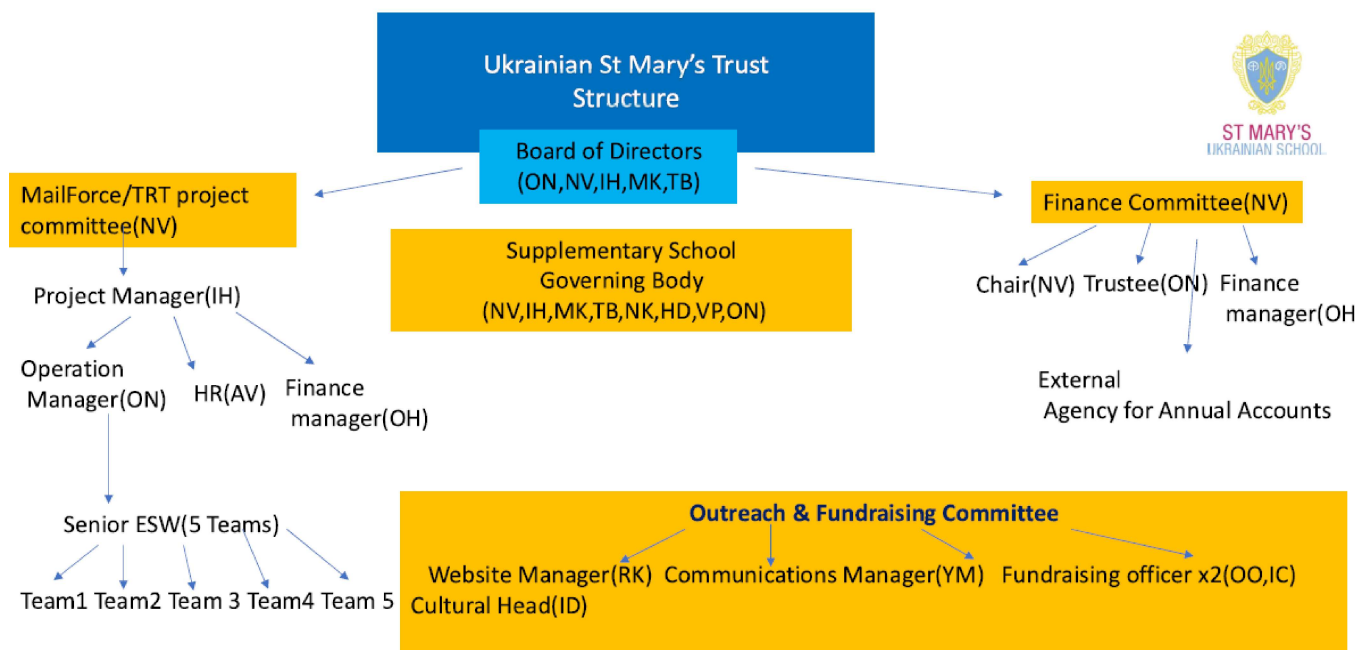 Ukrainian St Mary's Trust
Structure
ST MARY'S
UKRAINIAN SCHOOL
Board of Directors
(ON,NV,IH,MK,TB)
MailForce/TRT project
committee(NV)
Finance Committee(NV)
Supplementary School
Governing Body
(NV,IH,MK,TB,NK,HD,VP,ON)
Project Manager(IH)
Chair(NV)
Trustee(ON)
Finance
manager(OH
Operation
Manager(ON)
HR(AV)
Finance
manager(OH)
External
Agency for Annual Accounts
Senior ESW(5 Teams)
Team1 Team2 Team 3 Team4 Team 5
Outreach & Fundraising Committee
Website Manager(RK) Communications Manager(YM) Fundraising officer x2(OO,IC)
Cultural Head(ID)